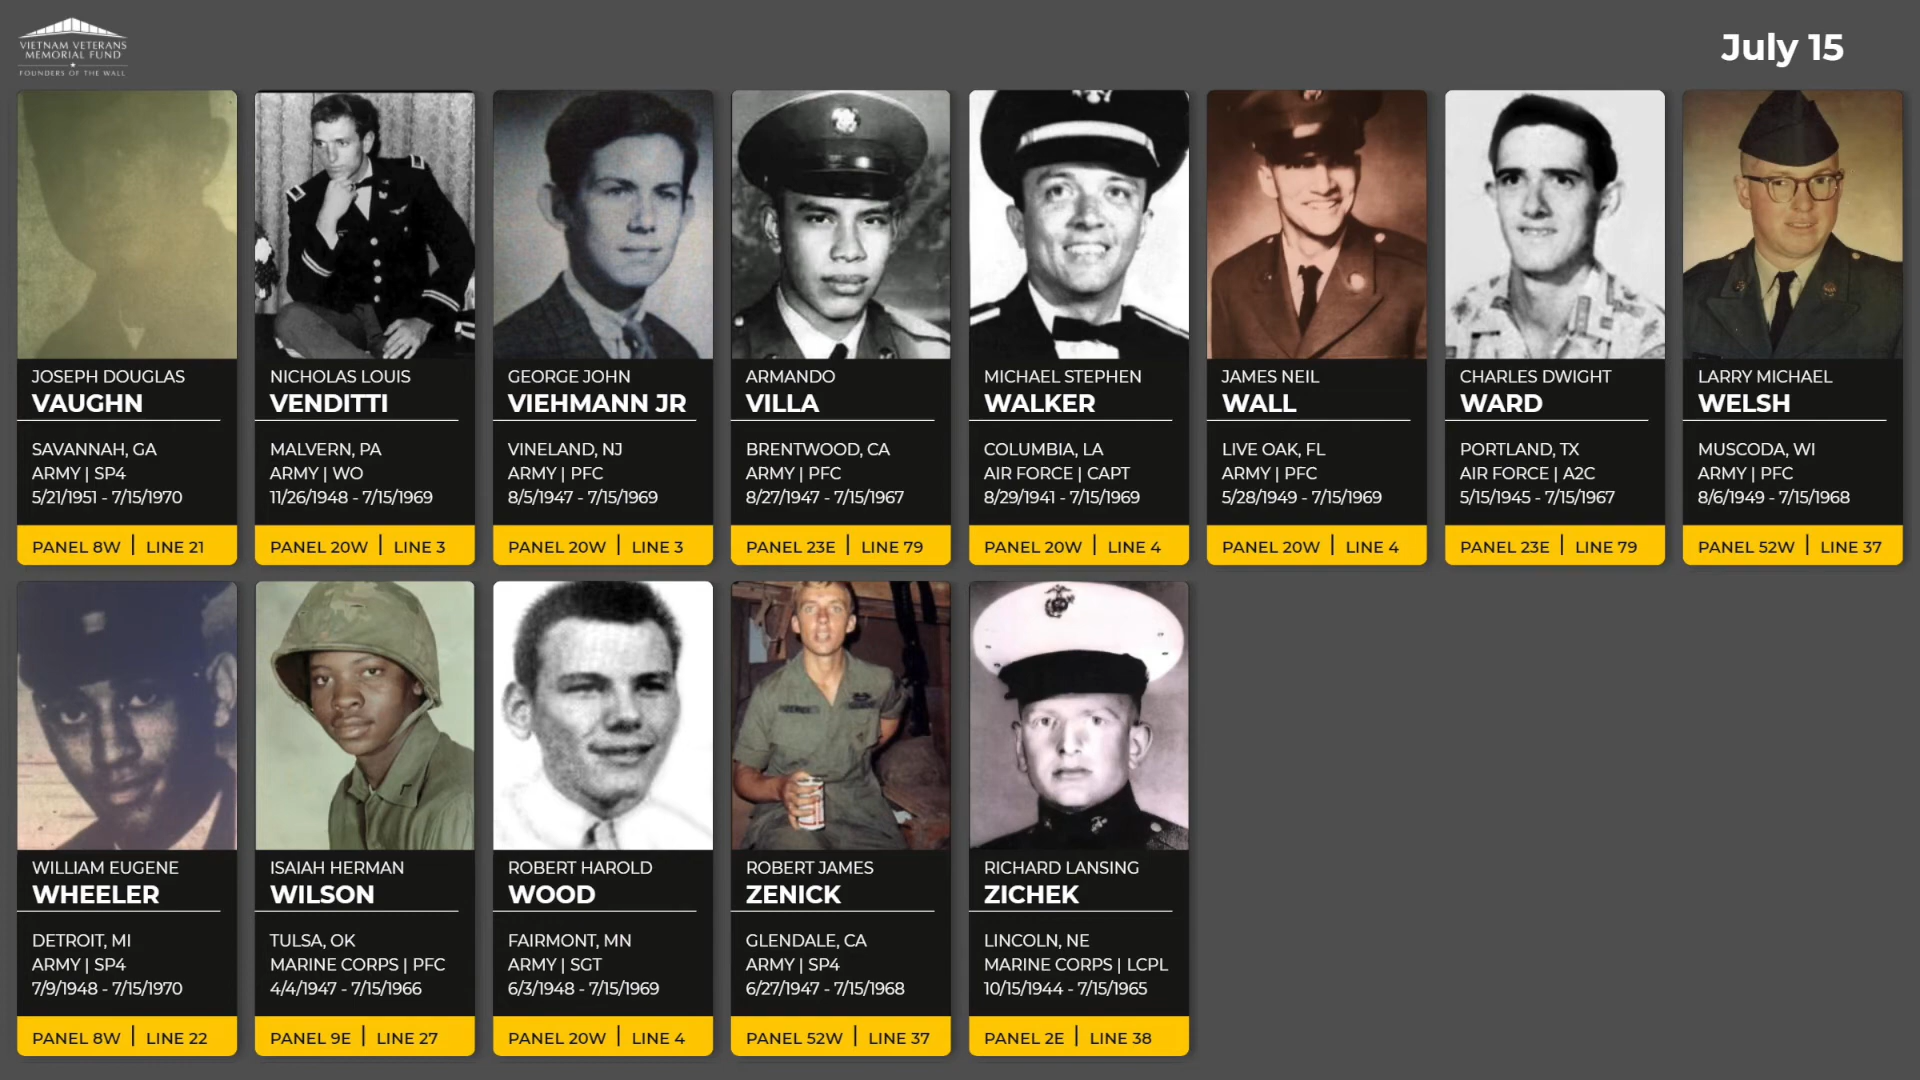 VIETNAM VETERANS
MEMORIAL FUND
FOUNDERS OF THE WALL
July 15
JOSEPH DOUGLAS
VAUGHN
SAVANNAH, GA
ARMY | SP4
5/21/1951 - 7/15/1970
PANEL 8W | LINE 21
NICHOLAS LOUIS
VENDITTI
MALVERN, PA
ARMY | WO
11/26/1948 - 7/15/1969
PANEL 20W | LINE 3
GEORGE JOHN
VIEHMANN JR
VINELAND, NJ
ARMY | PFC
8/5/1947 - 7/15/1969
PANEL 20W | LINE 3
ARMANDO
VILLA
BRENTWOOD, CA
ARMY | PFC
8/27/1947 - 7/15/1967
PANEL 23E | LINE 79
MICHAEL STEPHEN
WALKER
COLUMBIA, LA
AIR FORCE | CAPT
8/29/1941 - 7/15/1969
PANEL 20W | LINE 4
JAMES NEIL
WALL
LIVE OAK, FL
ARMY | PFC
5/28/1949 - 7/15/1969
PANEL 20W | LINE 4
CHARLES DWIGHT
WARD
PORTLAND, TX
AIR FORCE | A2C
5/15/1945 - 7/15/1967
PANEL 23E | LINE 79
LARRY MICHAEL
WELSH
MUSCODA, WI
ARMY | PFC
8/6/1949 - 7/15/1968
PANEL 52W | LINE 37
WILLIAM EUGENE
WHEELER
DETROIT, MI
ARMY | SP4
7/9/1948 - 7/15/1970
PANEL 8W | LINE 22
ISAIAH HERMAN
WILSON
TULSA, OK
MARINE CORPS | PFC
4/4/1947 - 7/15/1966
PANEL 9E | LINE 27
ROBERT HAROLD
WOOD
FAIRMONT, MN
ARMY | SGT
6/3/1948 - 7/15/1969
PANEL 20W | LINE 4
ROBERT JAMES
ZENICK
GLENDALE, CA
ARMY | SP4
6/27/1947 - 7/15/1968
PANEL 52W | LINE 37
RICHARD LANSING
ZICHEK
LINCOLN, NE
MARINE CORPS | LCPL
10/15/1944 - 7/15/1965
PANEL 2E | LINE 38